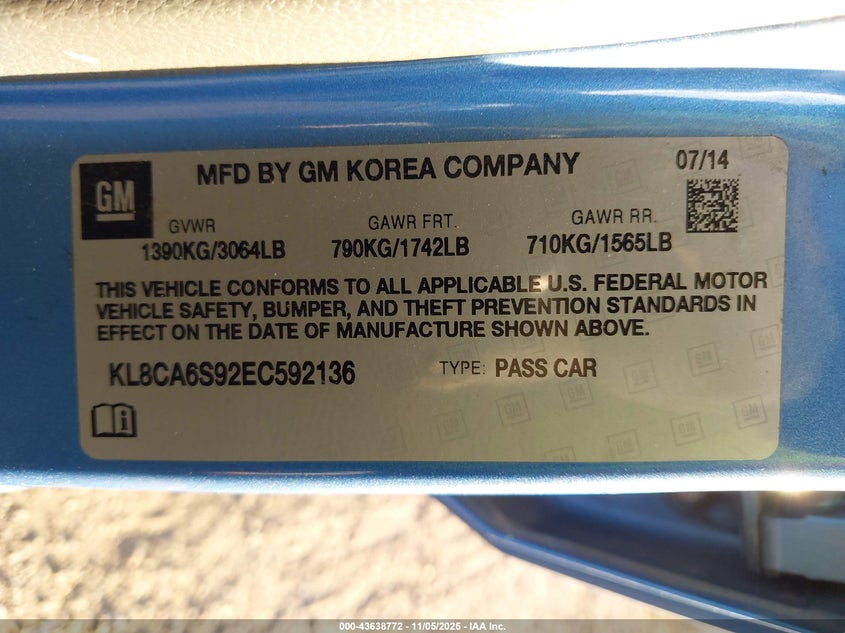 GM
MFD BY GM KOREA COMPANY
07/14
GVWR
GAWR FRT.
GAWR RR.
1390KG/3064LB
790KG/1742LB
710KG/1565LB
THIS VEHICLE CONFORMS TO ALL APPLICABLE U.S. FEDERAL MOTOR
VEHICLE SAFETY, BUMPER, AND THEFT PREVENTION STANDARDS IN
EFFECT ON THE DATE OF MANUFACTURE SHOWN ABOVE.
KL8CA6S92EC592136
TYPE: PASS CAR
000-43638772 - 11/05/2025 - IAA Inc.